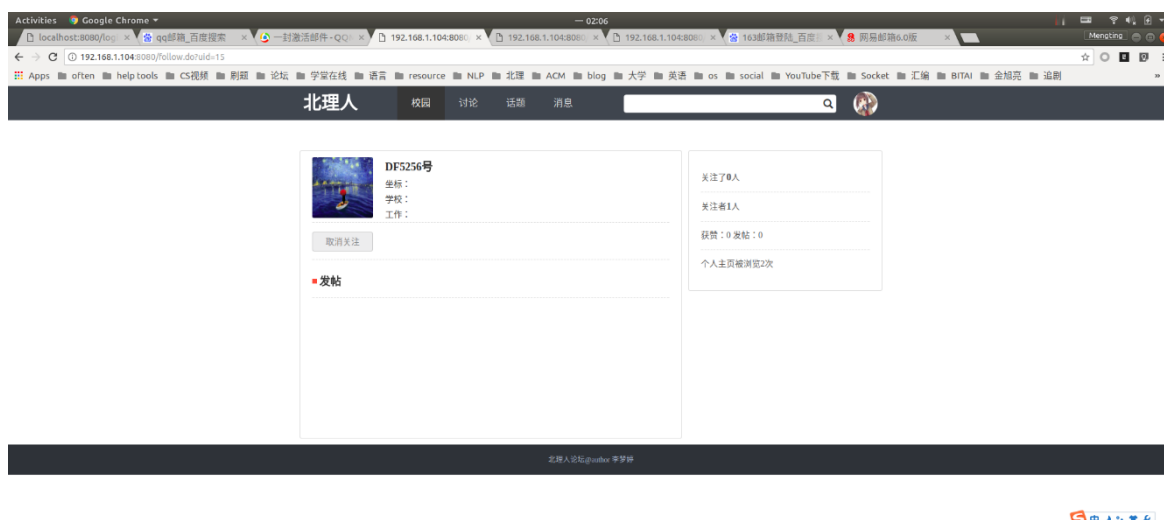 Activities Google Chrome
— 02:06
localhost:8080/log
qq邮箱_百度搜索
一封激活邮件 - QQ
192.168.1.104:8080
192.168.1.104:8080
192.168.1.104:8080
163邮箱登陆_百度
网易邮箱6.0版
Mengting
192.168.1.104:8080/follow.do?uid=15
Apps often help tools CS视频 刷题 论坛 学堂在线 语言 resource NLP 北理 ACM blog 大学 英语 os social YouTube下载 Socket 汇编 BITAI 金旭亮 追剧 »
北理人 校园 讨论 话题 消息
DF5256号
坐标：
学校：
工作：
取消关注
发帖
关注了0人
关注者1人
获赞：0 发帖：0
个人主页被浏览2次
北理人论坛@author 李梦婷